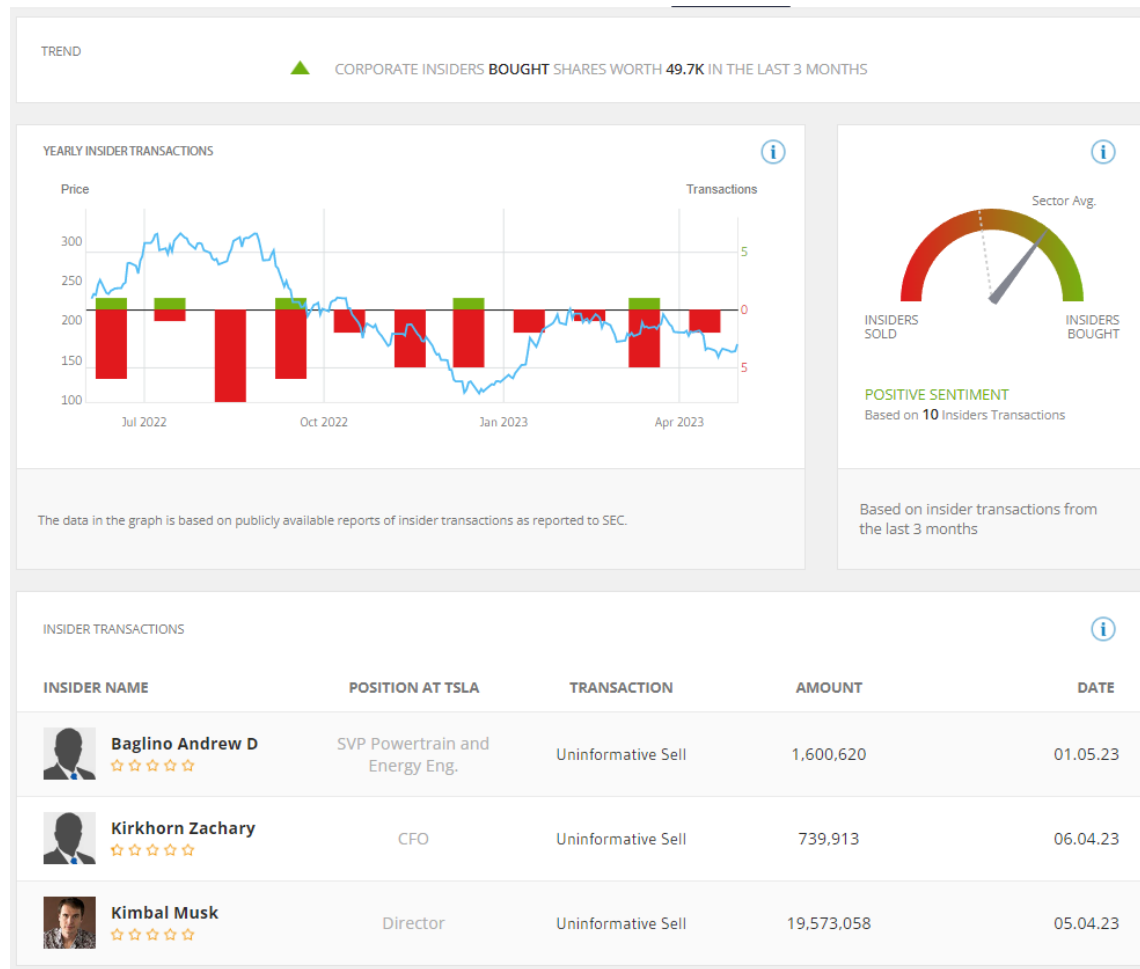 TREND
CORPORATE INSIDERS BOUGHT SHARES WORTH 49.7K IN THE LAST 3 MONTHS
YEARLY INSIDER TRANSACTIONS
i
Price
Transactions
300
250
200
150
100
5
0
5
Jul 2022
Oct 2022
Jan 2023
Apr 2023
The data in the graph is based on publicly available reports of insider transactions as reported to SEC.
i
Sector Avg.
INSIDERS
SOLD
INSIDERS
BOUGHT
POSITIVE SENTIMENT
Based on 10 Insiders Transactions
Based on insider transactions from
the last 3 months
INSIDER TRANSACTIONS
i
INSIDER NAME POSITION AT TSLA TRANSACTION AMOUNT DATE
Baglino Andrew D
SVP Powertrain and
Energy Eng.
Uninformative Sell
1,600,620
01.05.23
Kirkhorn Zachary
CFO
Uninformative Sell
739,913
06.04.23
Kimbal Musk
Director
Uninformative Sell
19,573,058
05.04.23